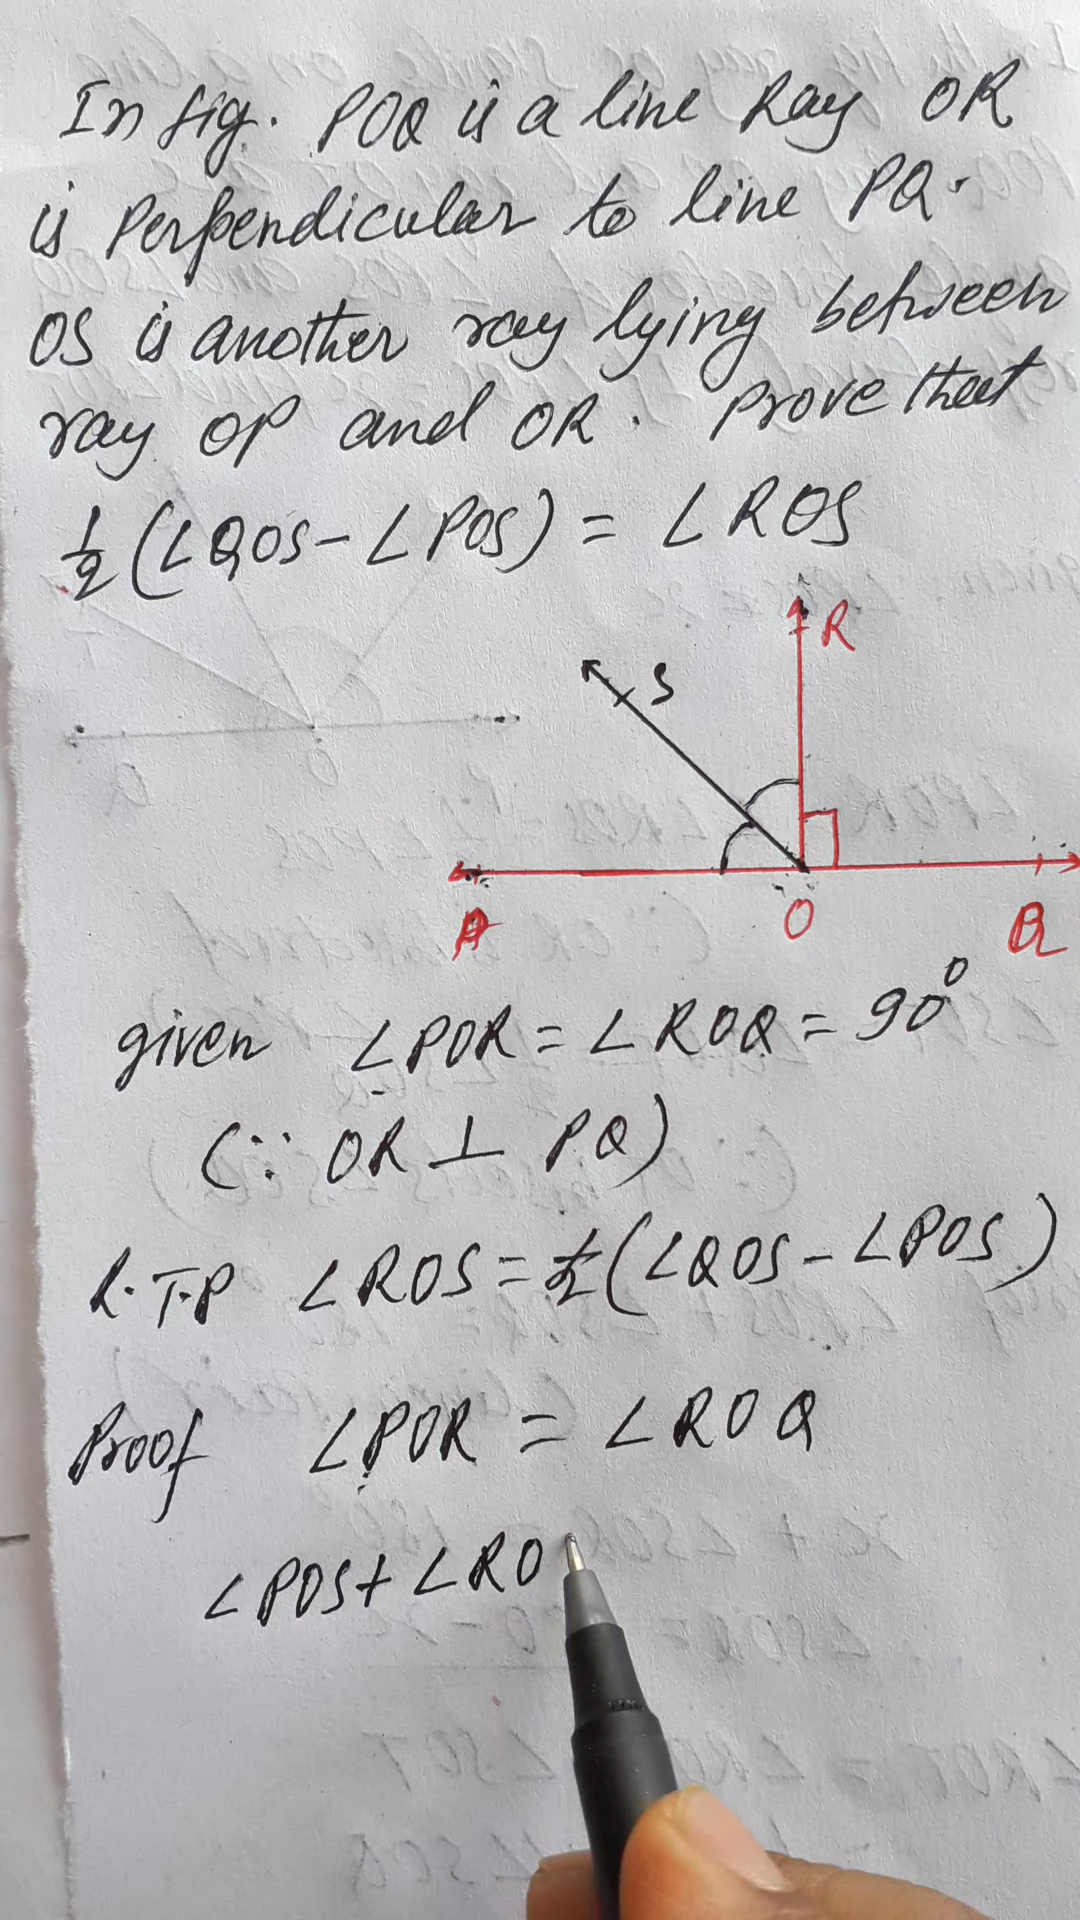 In fig. POQ is a line Ray OR
is Perpendicular to line PQ.
OS is another ray lying between
ray OP and OR. Prove that
1/2 (∠QOS - ∠POS) = ∠ROS
R
S
O
Q
given ∠POR = ∠ROQ = 90°
(∵ OR ⊥ PQ)
R.T.P ∠ROS = 1/2 (∠QOS - ∠POS)
Proof ∠POR = ∠ROQ
∠POS + ∠RO